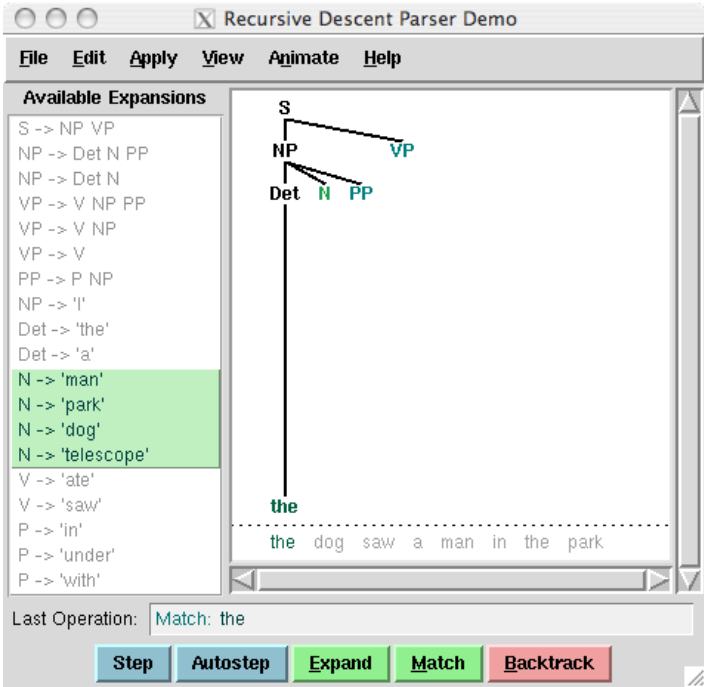 X Recursive Descent Parser Demo
File Edit Apply View Animate Help
Available Expansions
S -> NP VP
NP -> Det N PP
NP -> Det N
VP -> V NP PP
VP -> V NP
VP -> V
PP -> P NP
NP -> 'I'
Det -> 'the'
Det -> 'a'
N -> 'man'
N -> 'park'
N -> 'dog'
N -> 'telescope'
V -> 'ate'
V -> 'saw'
P -> 'in'
P -> 'under'
P -> 'with'
S
NP VP
Det N PP
the
the dog saw a man in the park
Last Operation: Match: the
Step Autostep Expand Match Backtrack